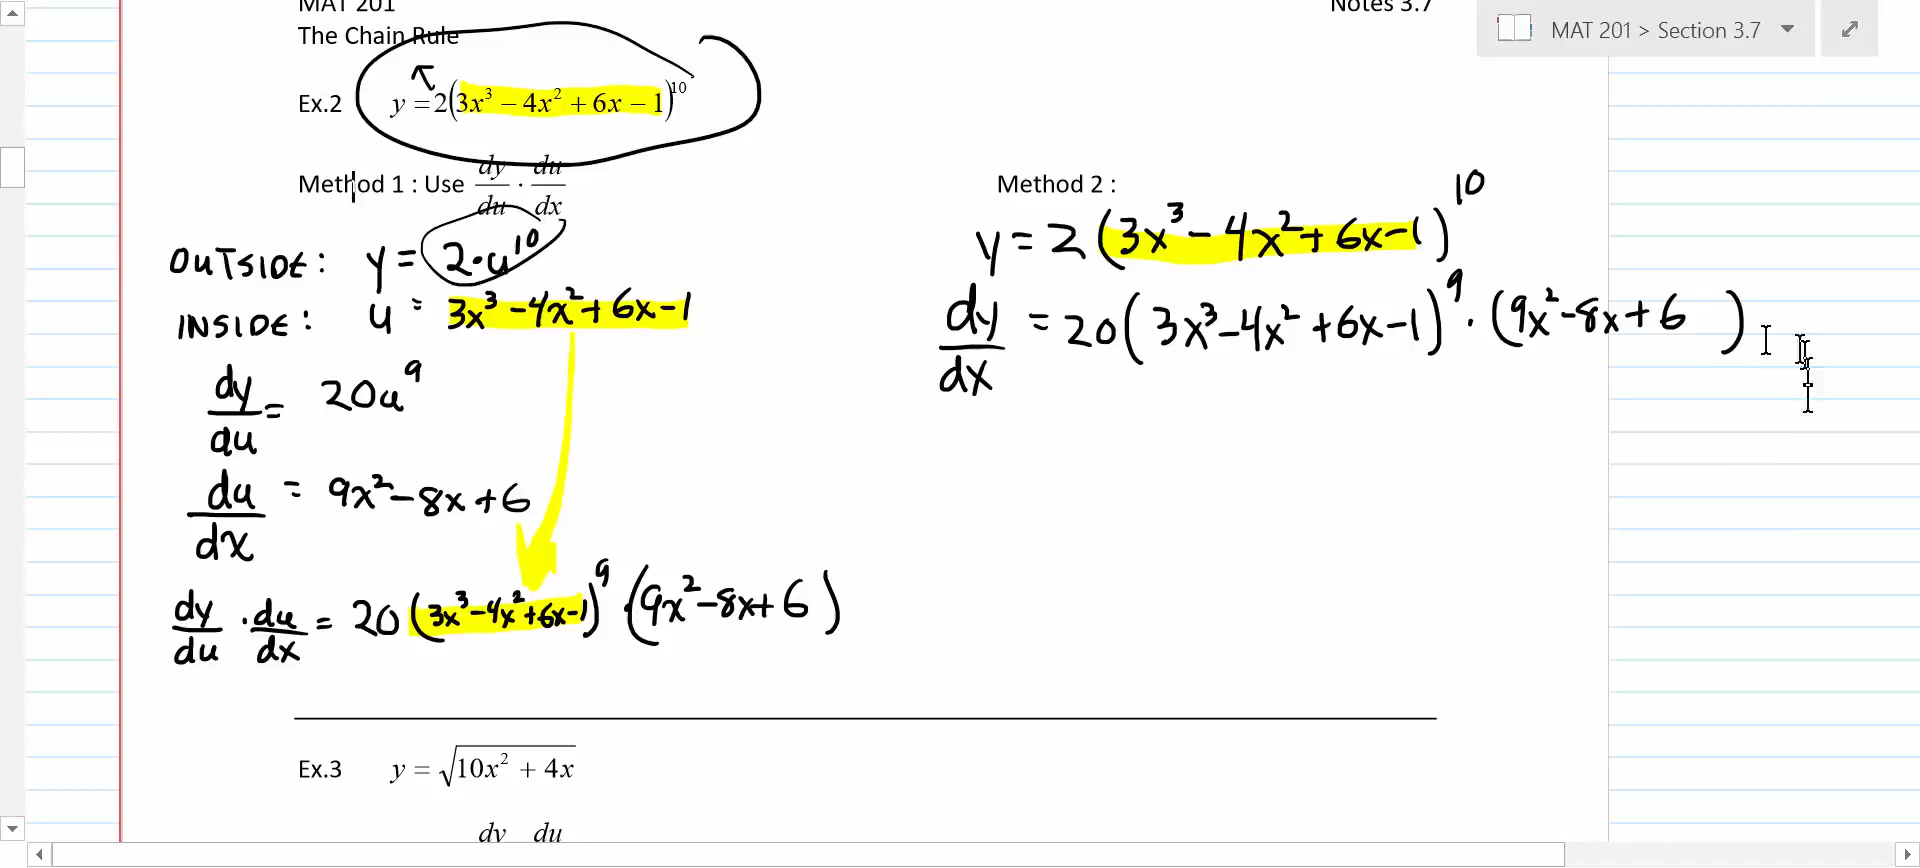 MAT 201
Notes 3.7
MAT 201 > Section 3.7
The Chain Rule
Ex.2 y = 2(3x³ − 4x² + 6x − 1)¹⁰
Method 1 : Use dy/du · du/dx
OUTSIDE: y = 2·u¹⁰
INSIDE: u = 3x³ − 4x² + 6x − 1
dy/du = 20u⁹
du/dx = 9x² − 8x + 6
dy/du · du/dx = 20(3x³ − 4x² + 6x − 1)⁹ · (9x² − 8x + 6)
Method 2 :
y = 2(3x³ − 4x² + 6x − 1)¹⁰
dy/dx = 20(3x³ − 4x² + 6x − 1)⁹ · (9x² − 8x + 6)
Ex.3 y = √(10x² + 4x)
dy du